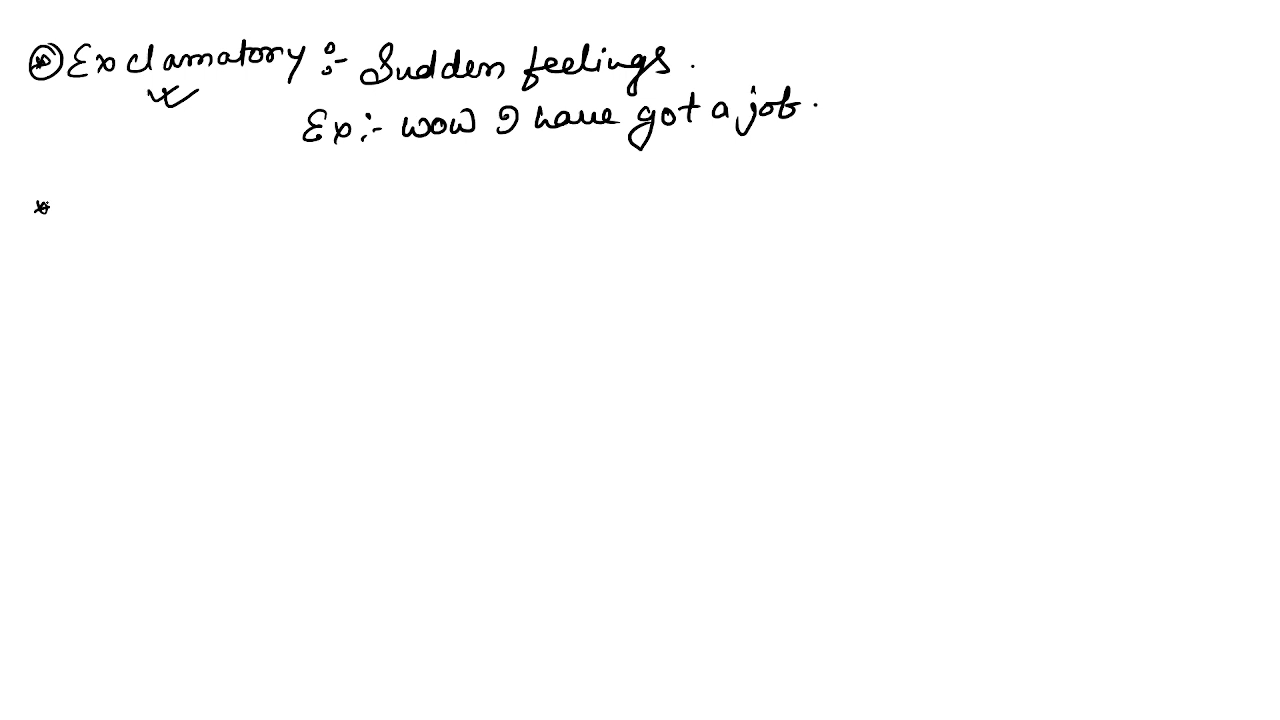 * Exclamatory :- Sudden feelings.
Ex :- wow I have got a job.
*